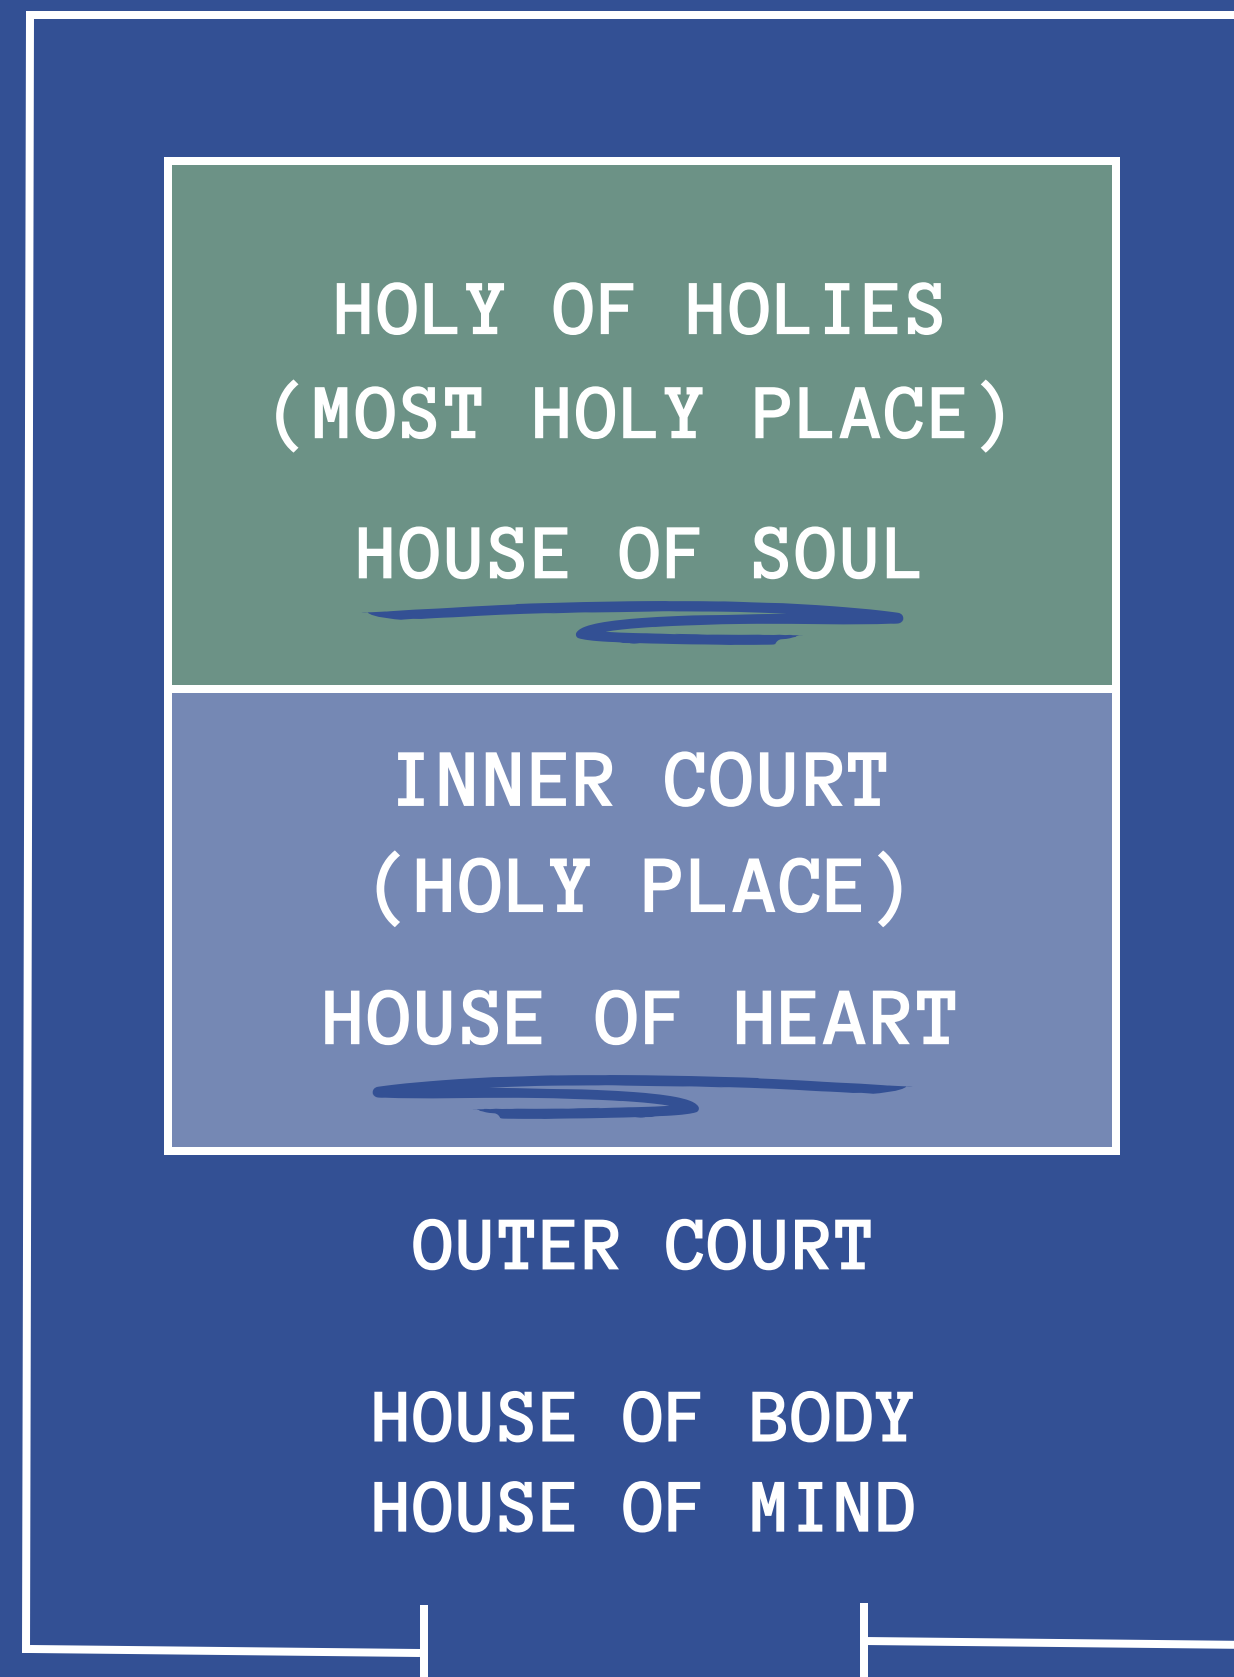 HOLY OF HOLIES
(MOST HOLY PLACE)
HOUSE OF SOUL
INNER COURT
(HOLY PLACE)
HOUSE OF HEART
OUTER COURT
HOUSE OF BODY
HOUSE OF MIND